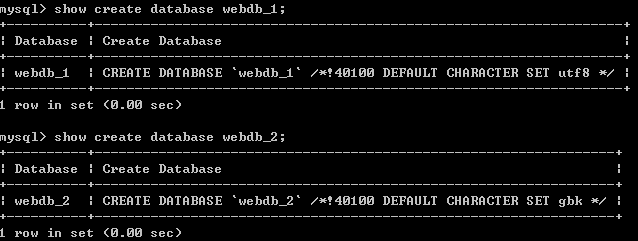 mysql> show create database webdb_1;
+----------+------------------------------------------------------------------+
| Database | Create Database                                                  |
+----------+------------------------------------------------------------------+
| webdb_1  | CREATE DATABASE `webdb_1` /*!40100 DEFAULT CHARACTER SET utf8 */ |
+----------+------------------------------------------------------------------+
1 row in set (0.00 sec)
mysql> show create database webdb_2;
+----------+-----------------------------------------------------------------+
| Database | Create Database                                                 |
+----------+-----------------------------------------------------------------+
| webdb_2  | CREATE DATABASE `webdb_2` /*!40100 DEFAULT CHARACTER SET gbk */ |
+----------+-----------------------------------------------------------------+
1 row in set (0.00 sec)